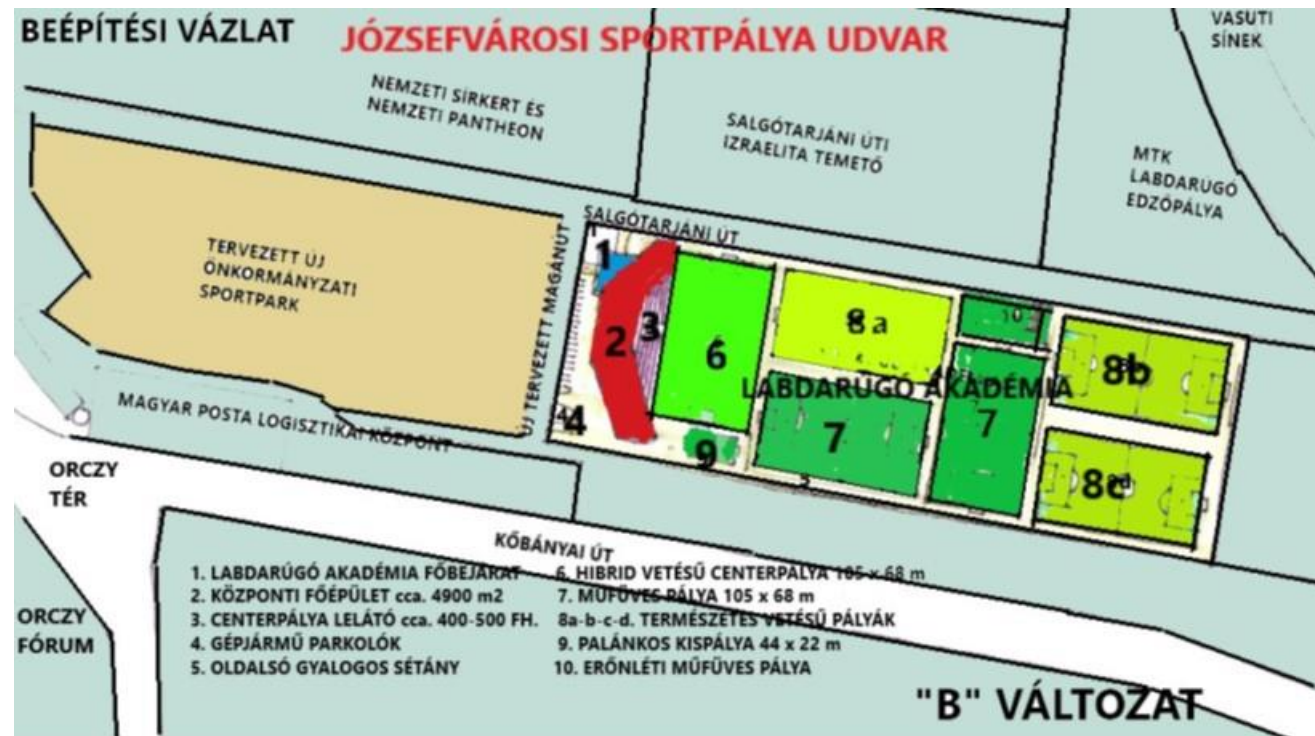 BEÉPÍTÉSI VÁZLAT
JÓZSEFVÁROSI SPORTPÁLYA UDVAR
VASUTI
SÍNEK
NEMZETI SÍRKERT ÉS
NEMZETI PANTHEON
SALGÓTARJÁNI ÚTI
IZRAELITA TEMETŐ
MTK
LABDARÚGÓ
EDZŐPÁLYA
SALGÓTARJÁNI ÚT
TERVEZETT ÚJ
ÖNKORMÁNYZATI
SPORTPARK
ÚJ TERVEZETT MAGÁNÚT
1
2
3
6
8a
10
8b
LABDARÚGÓ AKADÉMIA
7
7
8c
4
9
5
MAGYAR POSTA LOGISZTIKAI KÖZPONT
ORCZY
TÉR
KŐBÁNYAI ÚT
1. LABDARÚGÓ AKADÉMIA FŐBEJÁRAT
2. KÖZPONTI FŐÉPÜLET cca. 4900 m2
3. CENTERPÁLYA LELÁTÓ cca. 400-500 FH.
4. GÉPJÁRMŰ PARKOLÓK
5. OLDALSÓ GYALOGOS SÉTÁNY
6. HIBRID VETÉSŰ CENTERPÁLYA 105 x 68 m
7. MŰFÜVES PÁLYA 105 x 68 m
8a-b-c-d. TERMÉSZETES VETÉSŰ PÁLYÁK
9. PALÁNKOS KISPÁLYA 44 x 22 m
10. ERŐNLÉTI MŰFÜVES PÁLYA
ORCZY
FÓRUM
"B" VÁLTOZAT